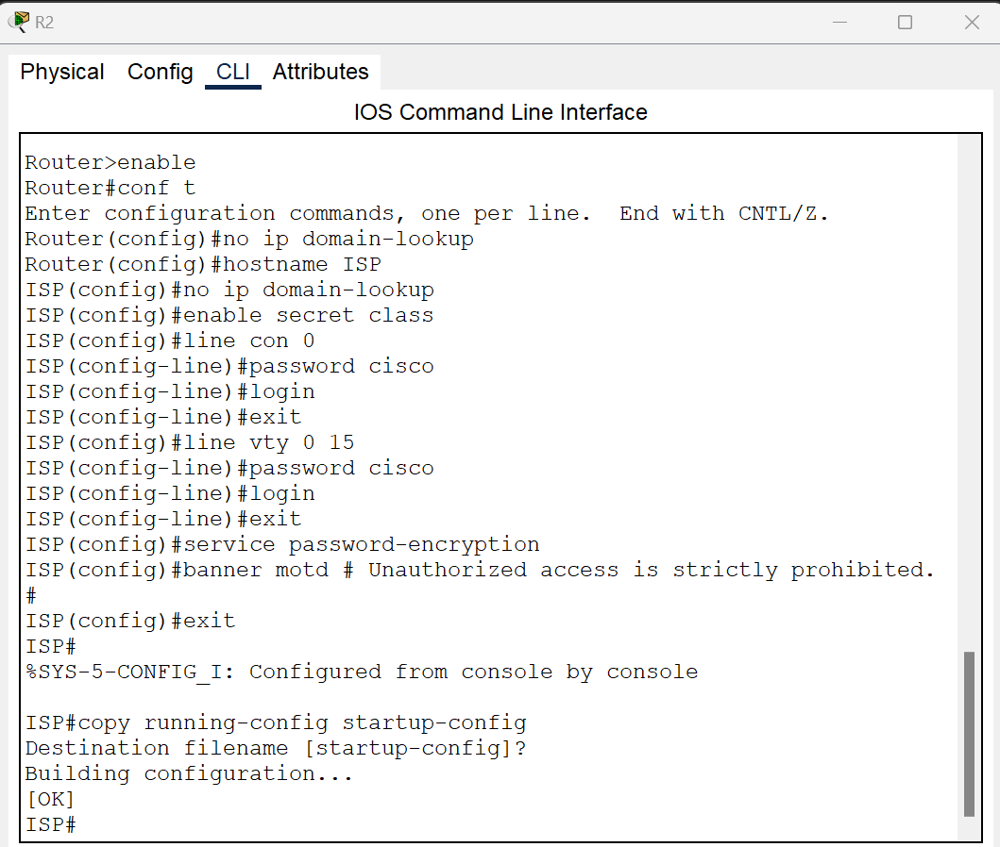 R2
Physical Config CLI Attributes
IOS Command Line Interface
Router>enable
Router#conf t
Enter configuration commands, one per line.  End with CNTL/Z.
Router(config)#no ip domain-lookup
Router(config)#hostname ISP
ISP(config)#no ip domain-lookup
ISP(config)#enable secret class
ISP(config)#line con 0
ISP(config-line)#password cisco
ISP(config-line)#login
ISP(config-line)#exit
ISP(config)#line vty 0 15
ISP(config-line)#password cisco
ISP(config-line)#login
ISP(config-line)#exit
ISP(config)#service password-encryption
ISP(config)#banner motd # Unauthorized access is strictly prohibited.
#
ISP(config)#exit
ISP#
%SYS-5-CONFIG_I: Configured from console by console
ISP#copy running-config startup-config
Destination filename [startup-config]?
Building configuration...
[OK]
ISP#